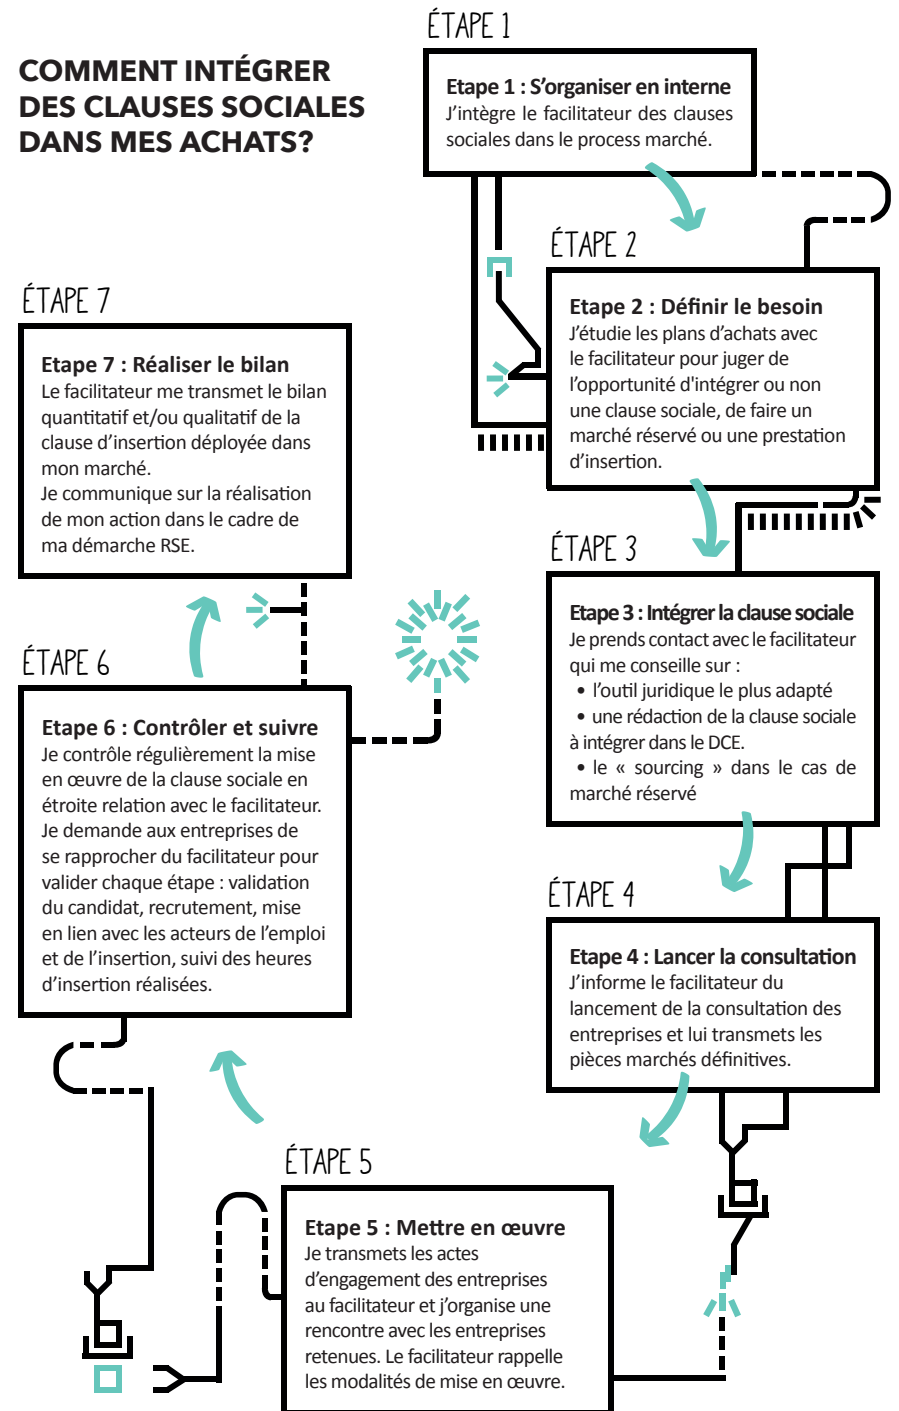 COMMENT INTÉGRER
DES CLAUSES SOCIALES
DANS MES ACHATS?
ÉTAPE 1
Etape 1 : S'organiser en interne
J'intègre le facilitateur des clauses
sociales dans le process marché.
ÉTAPE 2
Etape 2 : Définir le besoin
J'étudie les plans d'achats avec
le facilitateur pour juger de
l'opportunité d'intégrer ou non
une clause sociale, de faire un
marché réservé ou une prestation
d'insertion.
ÉTAPE 3
Etape 3 : Intégrer la clause sociale
Je prends contact avec le facilitateur
qui me conseille sur :
• l'outil juridique le plus adapté
• une rédaction de la clause sociale
à intégrer dans le DCE.
• le « sourcing » dans le cas de
marché réservé
ÉTAPE 4
Etape 4 : Lancer la consultation
J'informe le facilitateur du
lancement de la consultation des
entreprises et lui transmets les
pièces marchés définitives.
ÉTAPE 5
Etape 5 : Mettre en œuvre
Je transmets les actes
d'engagement des entreprises
au facilitateur et j'organise une
rencontre avec les entreprises
retenues. Le facilitateur rappelle
les modalités de mise en œuvre.
ÉTAPE 6
Etape 6 : Contrôler et suivre
Je contrôle régulièrement la mise
en œuvre de la clause sociale en
étroite relation avec le facilitateur.
Je demande aux entreprises de
se rapprocher du facilitateur pour
valider chaque étape : validation
du candidat, recrutement, mise
en lien avec les acteurs de l'emploi
et de l'insertion, suivi des heures
d'insertion réalisées.
ÉTAPE 7
Etape 7 : Réaliser le bilan
Le facilitateur me transmet le bilan
quantitatif et/ou qualitatif de la
clause d'insertion déployée dans
mon marché.
Je communique sur la réalisation
de mon action dans le cadre de
ma démarche RSE.